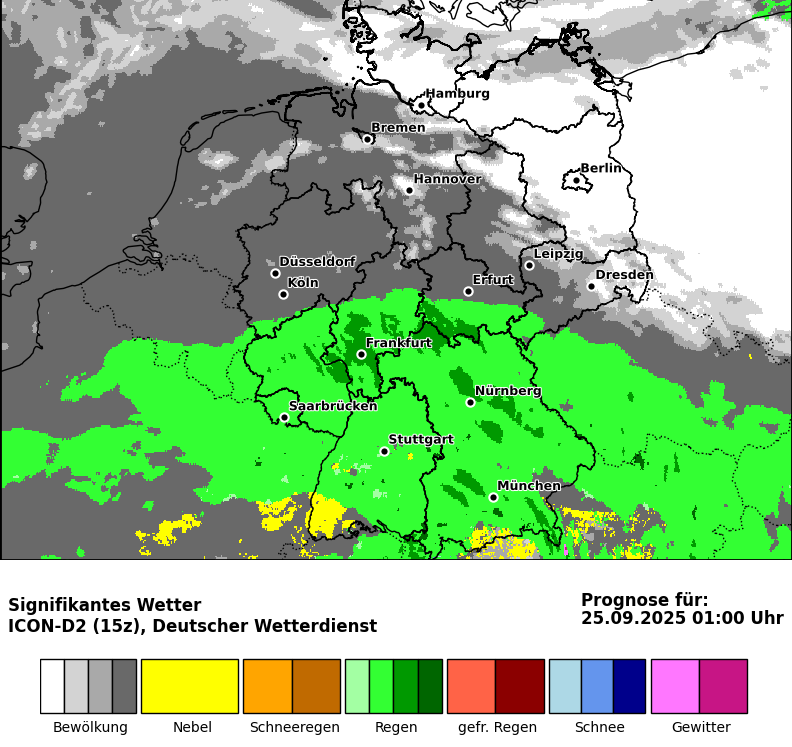 Hamburg
Bremen
Berlin
Hannover
Leipzig
Düsseldorf
Dresden
Köln
Erfurt
Frankfurt
Nürnberg
Saarbrücken
Stuttgart
München
Signifikantes Wetter
ICON-D2 (15z), Deutscher Wetterdienst
Prognose für:
25.09.2025 01:00 Uhr
Bewölkung Nebel Schneeregen Regen gefr. Regen Schnee Gewitter